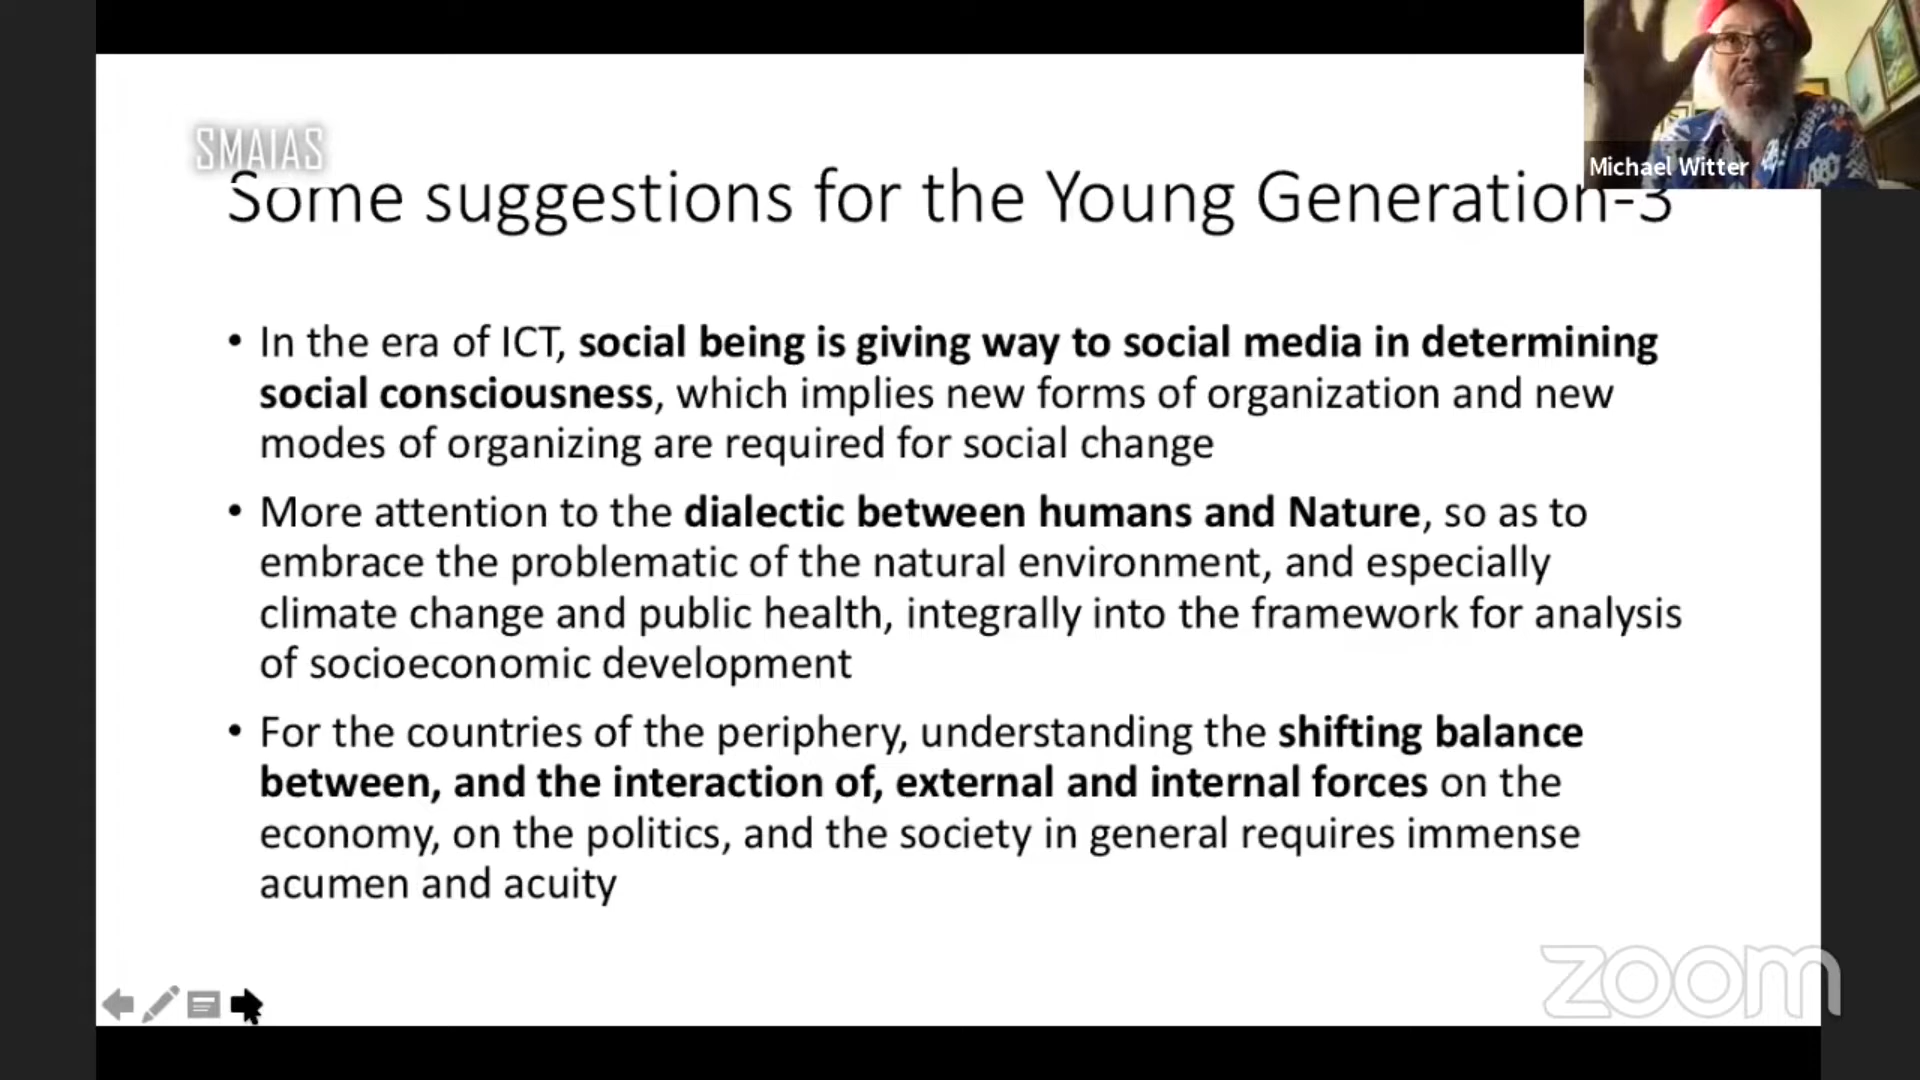 SMAIAS
Michael Witter
Some suggestions for the Young Generation-3
• In the era of ICT, social being is giving way to social media in determining
social consciousness, which implies new forms of organization and new
modes of organizing are required for social change
• More attention to the dialectic between humans and Nature, so as to
embrace the problematic of the natural environment, and especially
climate change and public health, integrally into the framework for analysis
of socioeconomic development
• For the countries of the periphery, understanding the shifting balance
between, and the interaction of, external and internal forces on the
economy, on the politics, and the society in general requires immense
acumen and acuity
zoom